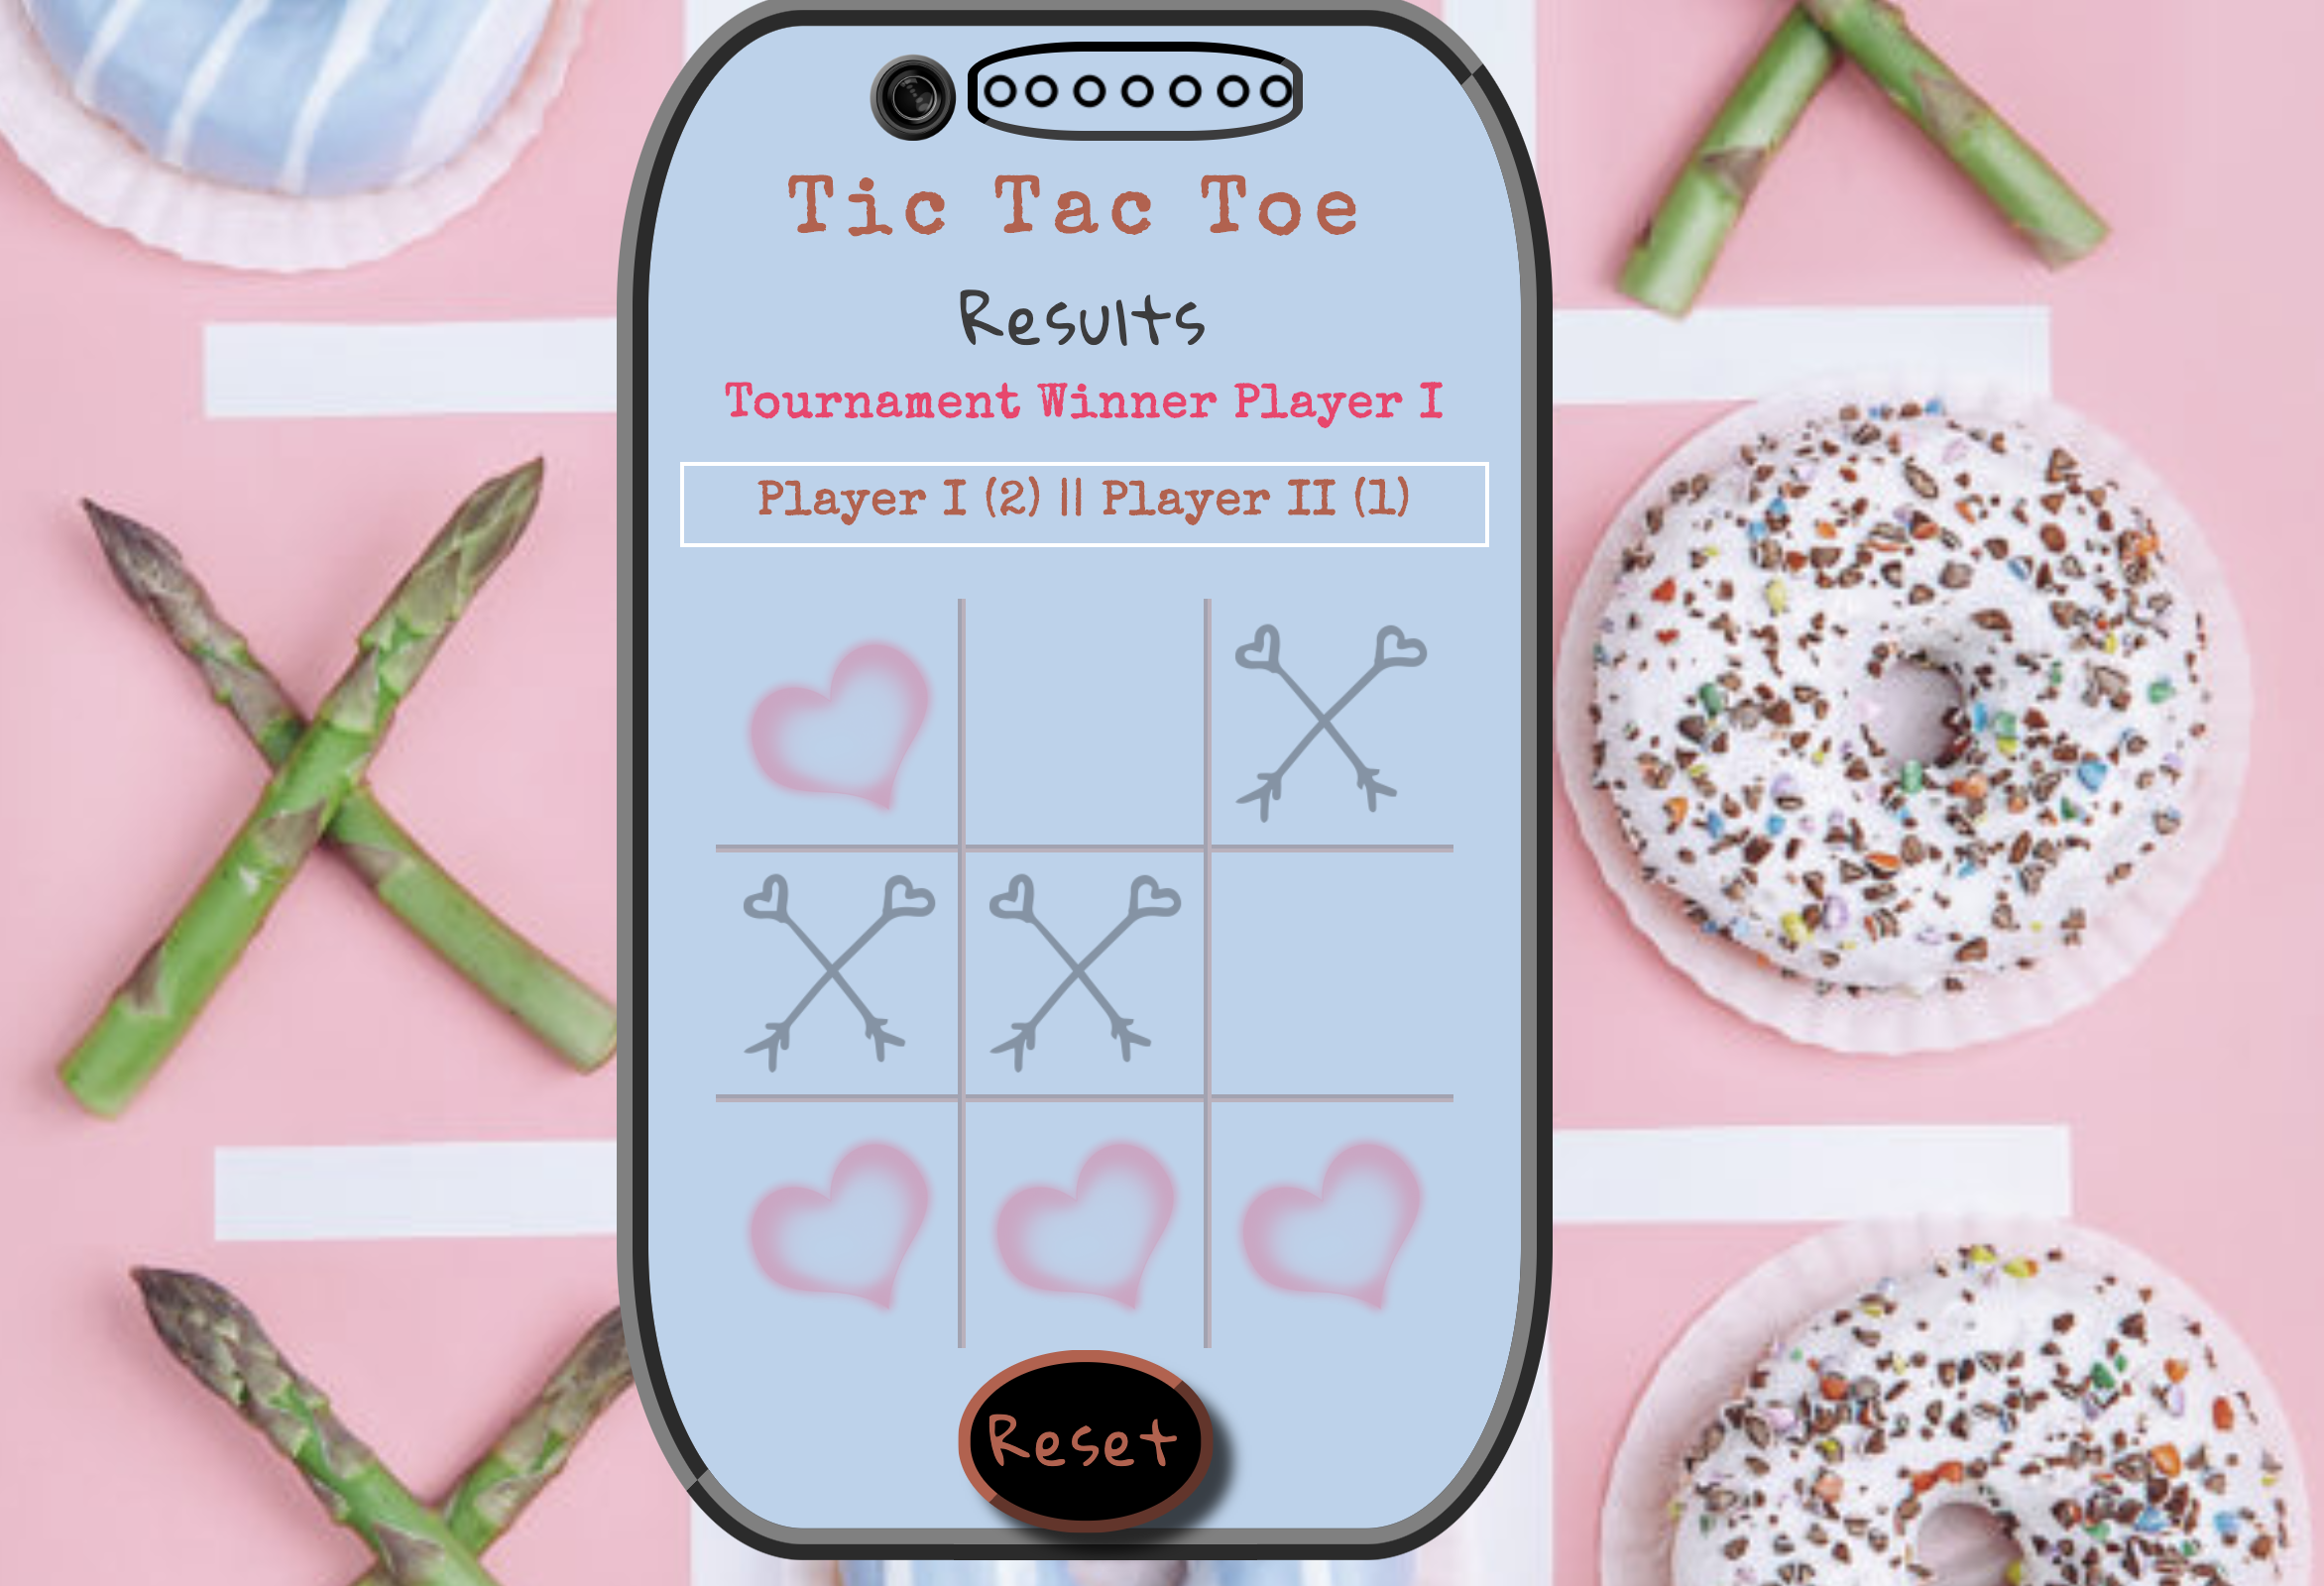 Tic Tac Toe
Results
Tournament Winner Player I
Player I (2) || Player II (1)
Reset